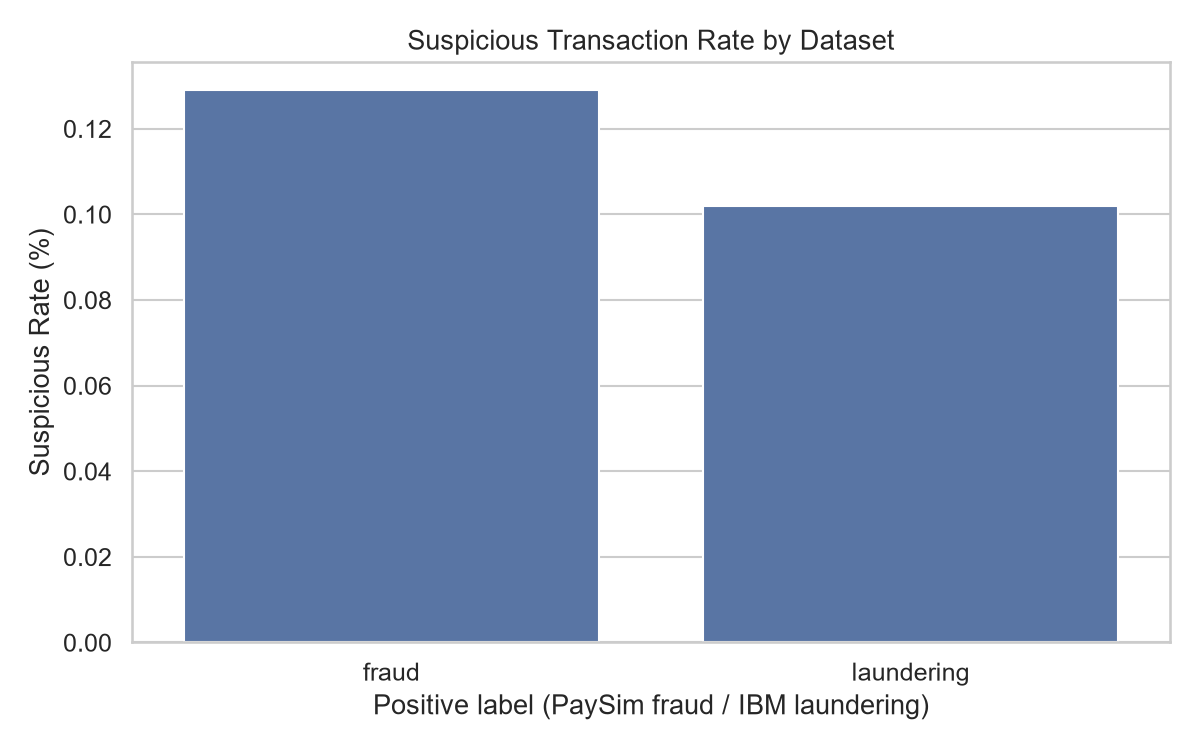 Suspicious Transaction Rate by Dataset
Suspicious Rate (%)
0.12
0.10
0.08
0.06
0.04
0.02
0.00
fraud laundering
Positive label (PaySim fraud / IBM laundering)